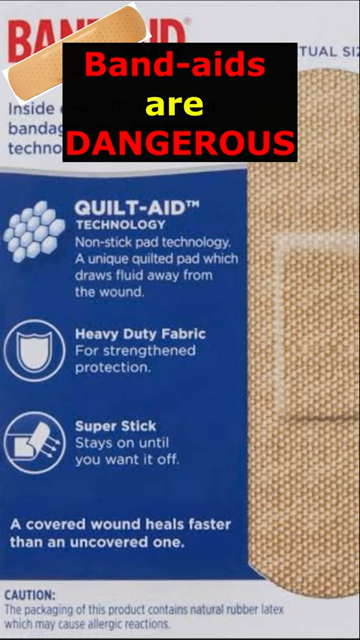 Band-aids
are
DANGEROUS
TUAL SIZ
Inside
technology
QUILT-AID™
TECHNOLOGY
Non-stick pad technology.
A unique quilted pad which
draws fluid away from
the wound.
Heavy Duty Fabric
For strengthened
protection.
Super Stick
Stays on until
you want it off.
A covered wound heals faster
than an uncovered one.
CAUTION:
The packaging of this product contains natural rubber latex
which may cause allergic reactions.